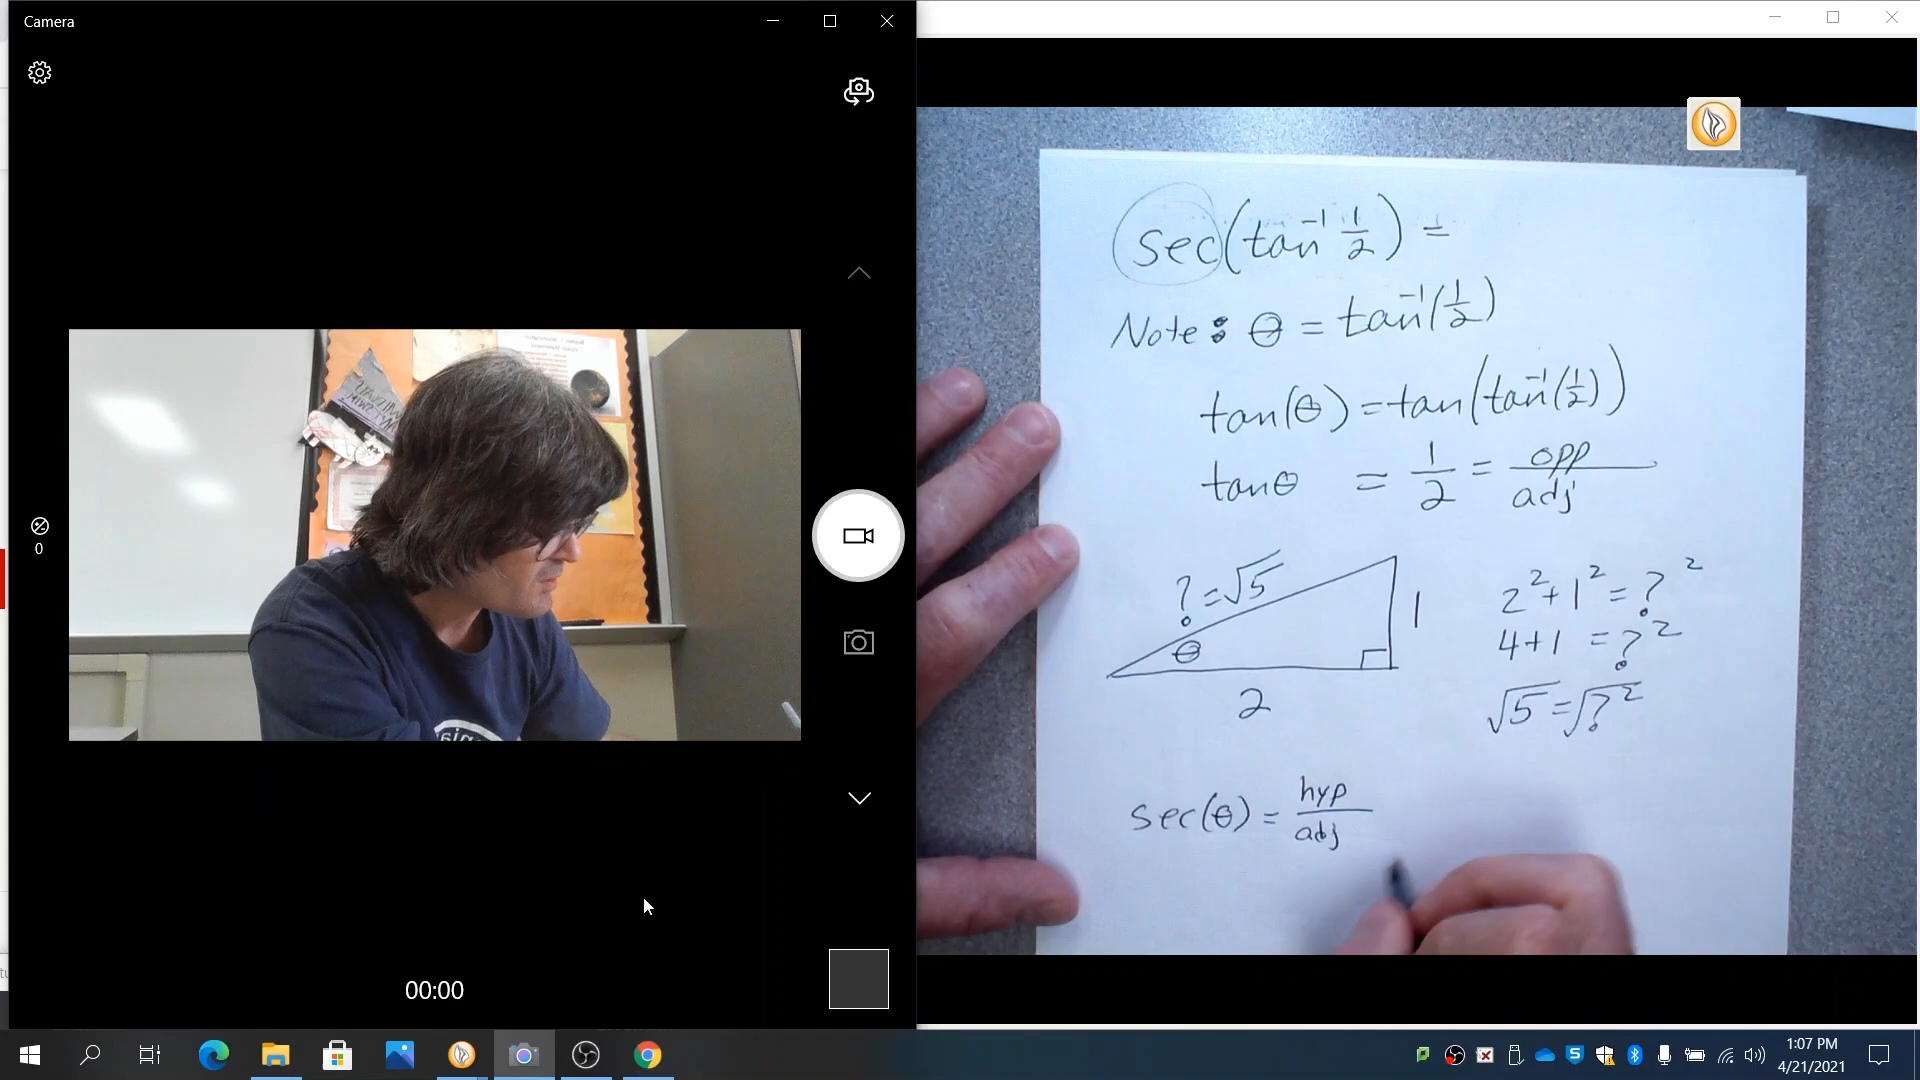 Camera
0
00:00
sec(tan⁻¹ 1/2) =
Note: θ = tan⁻¹(1/2)
tan(θ) = tan(tan⁻¹(1/2))
tanθ = 1/2 = opp/adj
? = √5
θ
1
2
2² + 1² = ?²
4+1 = ?²
√5 = √?²
sec(θ) = hyp/adj
1:07 PM
4/21/2021